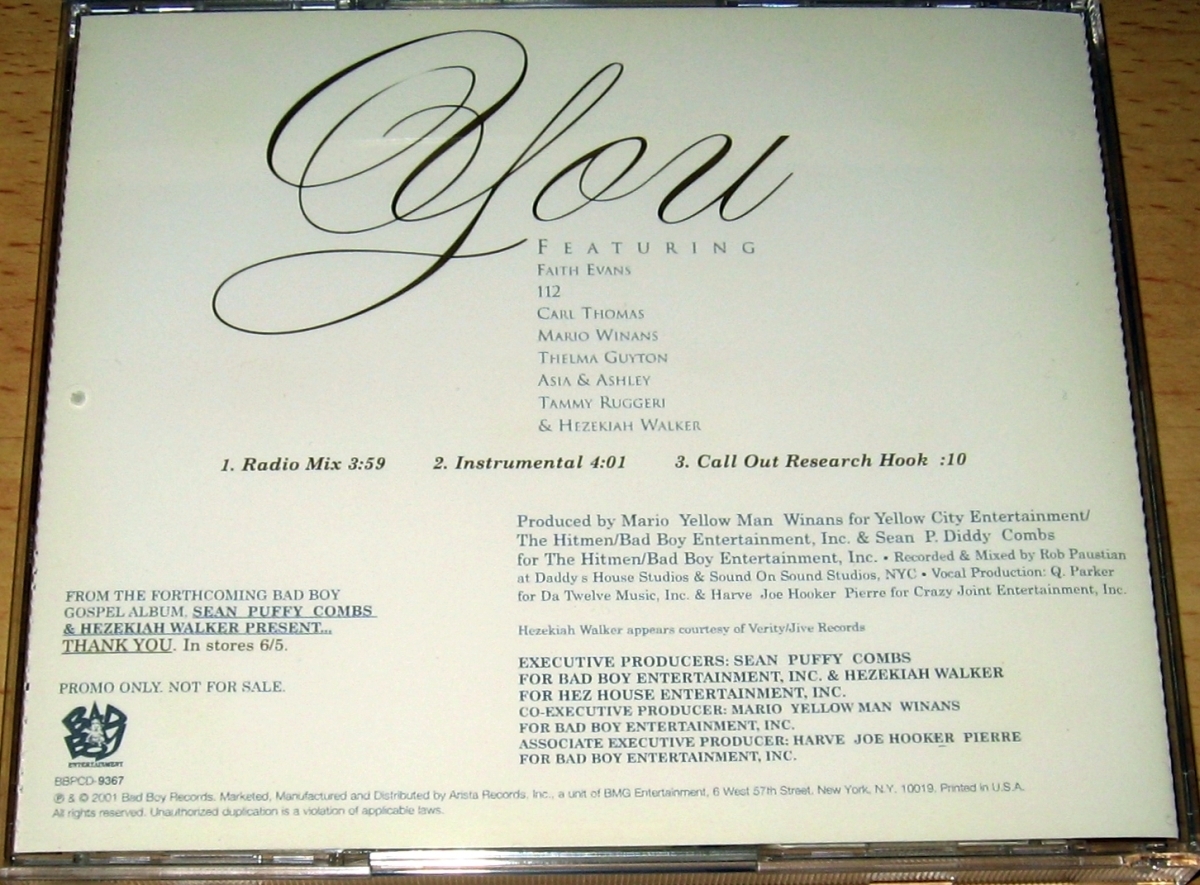 You
FEATURING
FAITH EVANS
112
CARL THOMAS
MARIO WINANS
THELMA GUYTON
ASIA & ASHLEY
TAMMY RUGGERI
& HEZEKIAH WALKER
1. Radio Mix 3:59 2. Instrumental 4:01 3. Call Out Research Hook :10
Produced by Mario Yellow Man Winans for Yellow City Entertainment/
The Hitmen/Bad Boy Entertainment, Inc. & Sean P. Diddy Combs
for The Hitmen/Bad Boy Entertainment, Inc. • Recorded & Mixed by Rob Paustian
at Daddy s House Studios & Sound On Sound Studios, NYC • Vocal Production: Q. Parker
for Da Twelve Music, Inc. & Harve Joe Hooker Pierre for Crazy Joint Entertainment, Inc.
Hezekiah Walker appears courtesy of Verity/Jive Records
EXECUTIVE PRODUCERS: SEAN PUFFY COMBS
FOR BAD BOY ENTERTAINMENT, INC. & HEZEKIAH WALKER
FOR HEZ HOUSE ENTERTAINMENT, INC.
CO-EXECUTIVE PRODUCER: MARIO YELLOW MAN WINANS
FOR BAD BOY ENTERTAINMENT, INC.
ASSOCIATE EXECUTIVE PRODUCER: HARVE JOE HOOKER PIERRE
FOR BAD BOY ENTERTAINMENT, INC.
FROM THE FORTHCOMING BAD BOY
GOSPEL ALBUM, SEAN PUFFY COMBS
& HEZEKIAH WALKER PRESENT...
THANK YOU. In stores 6/5.
PROMO ONLY. NOT FOR SALE.
BAD
BOY
ENTERTAINMENT
BBPCD-9367
℗ & © 2001 Bad Boy Records. Marketed, Manufactured and Distributed by Arista Records, Inc., a unit of BMG Entertainment, 6 West 57th Street, New York, N.Y. 10019. Printed in U.S.A.
All rights reserved. Unauthorized duplication is a violation of applicable laws.